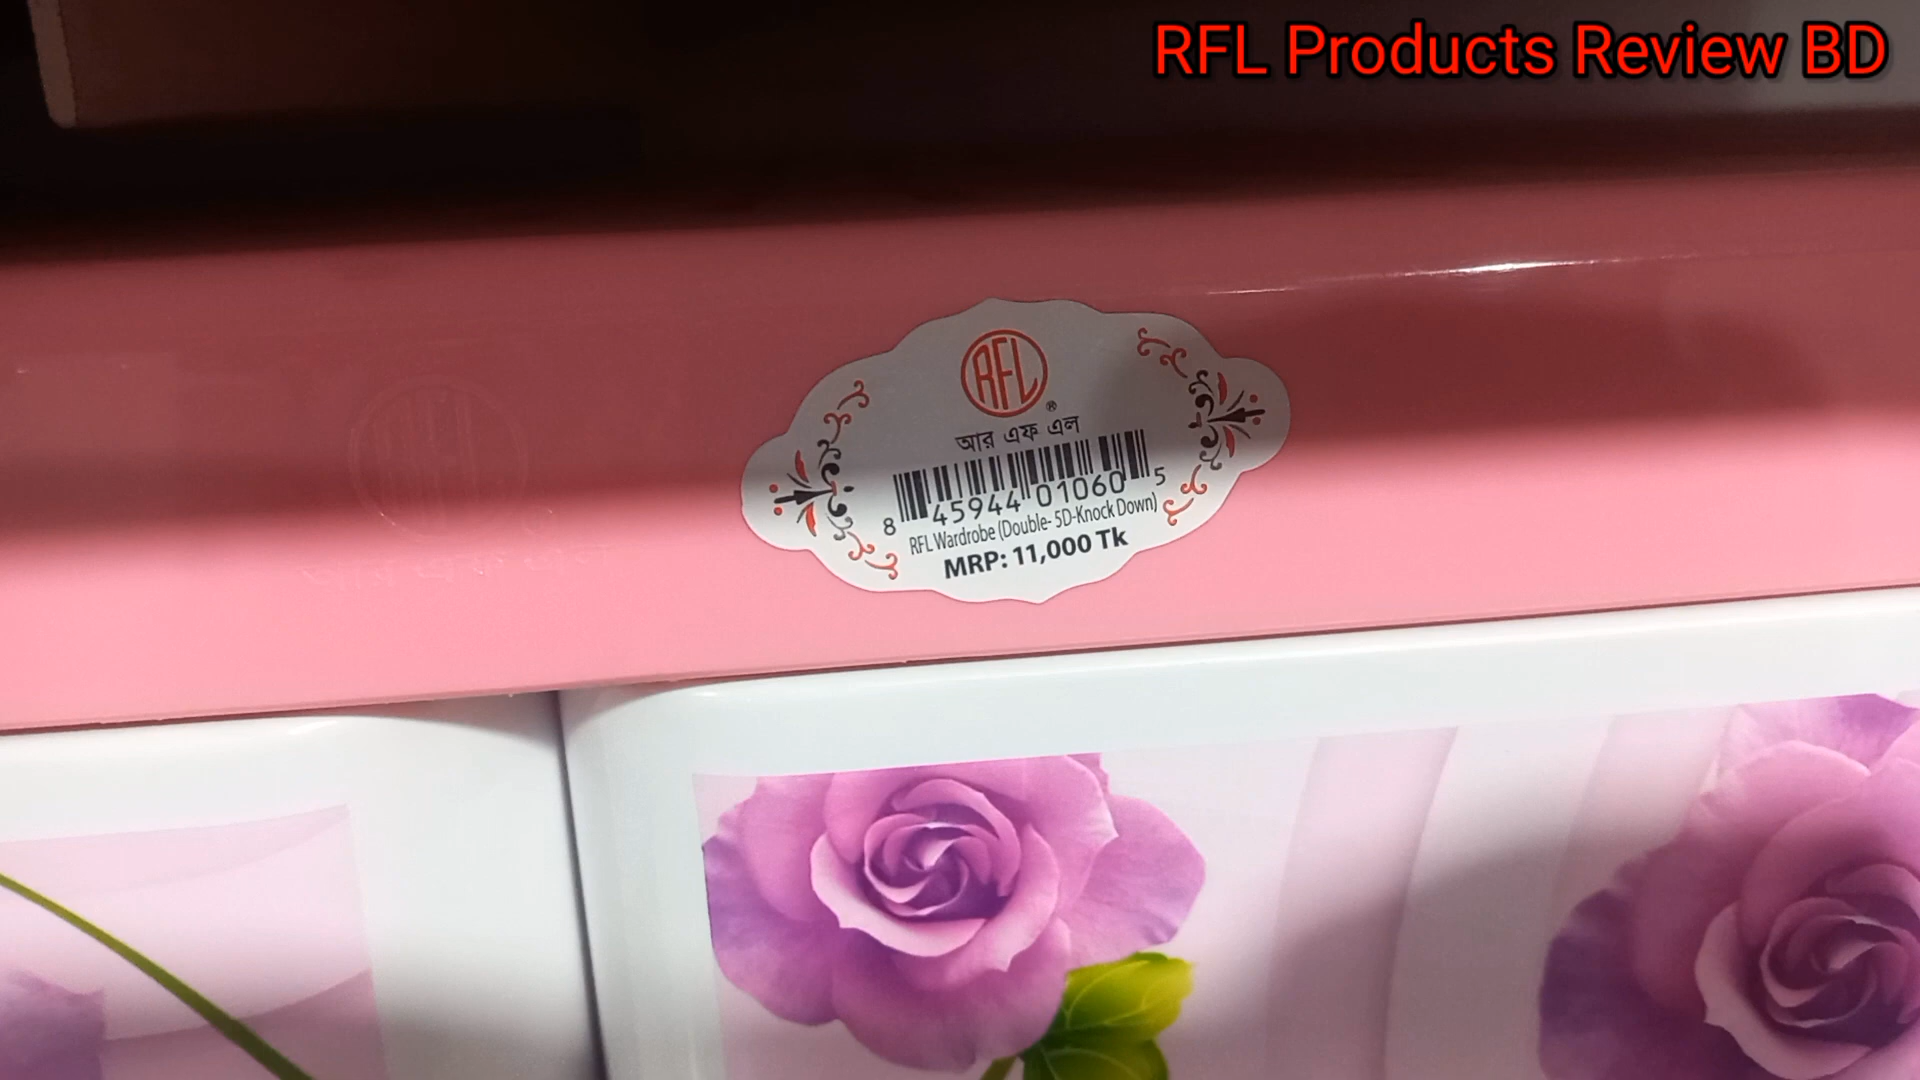 RFL Products Review BD
RFL
®
আর এফ এল
8 45944 01060 5
RFL Wardrobe (Double- 5D-Knock Down)
MRP: 11,000 Tk